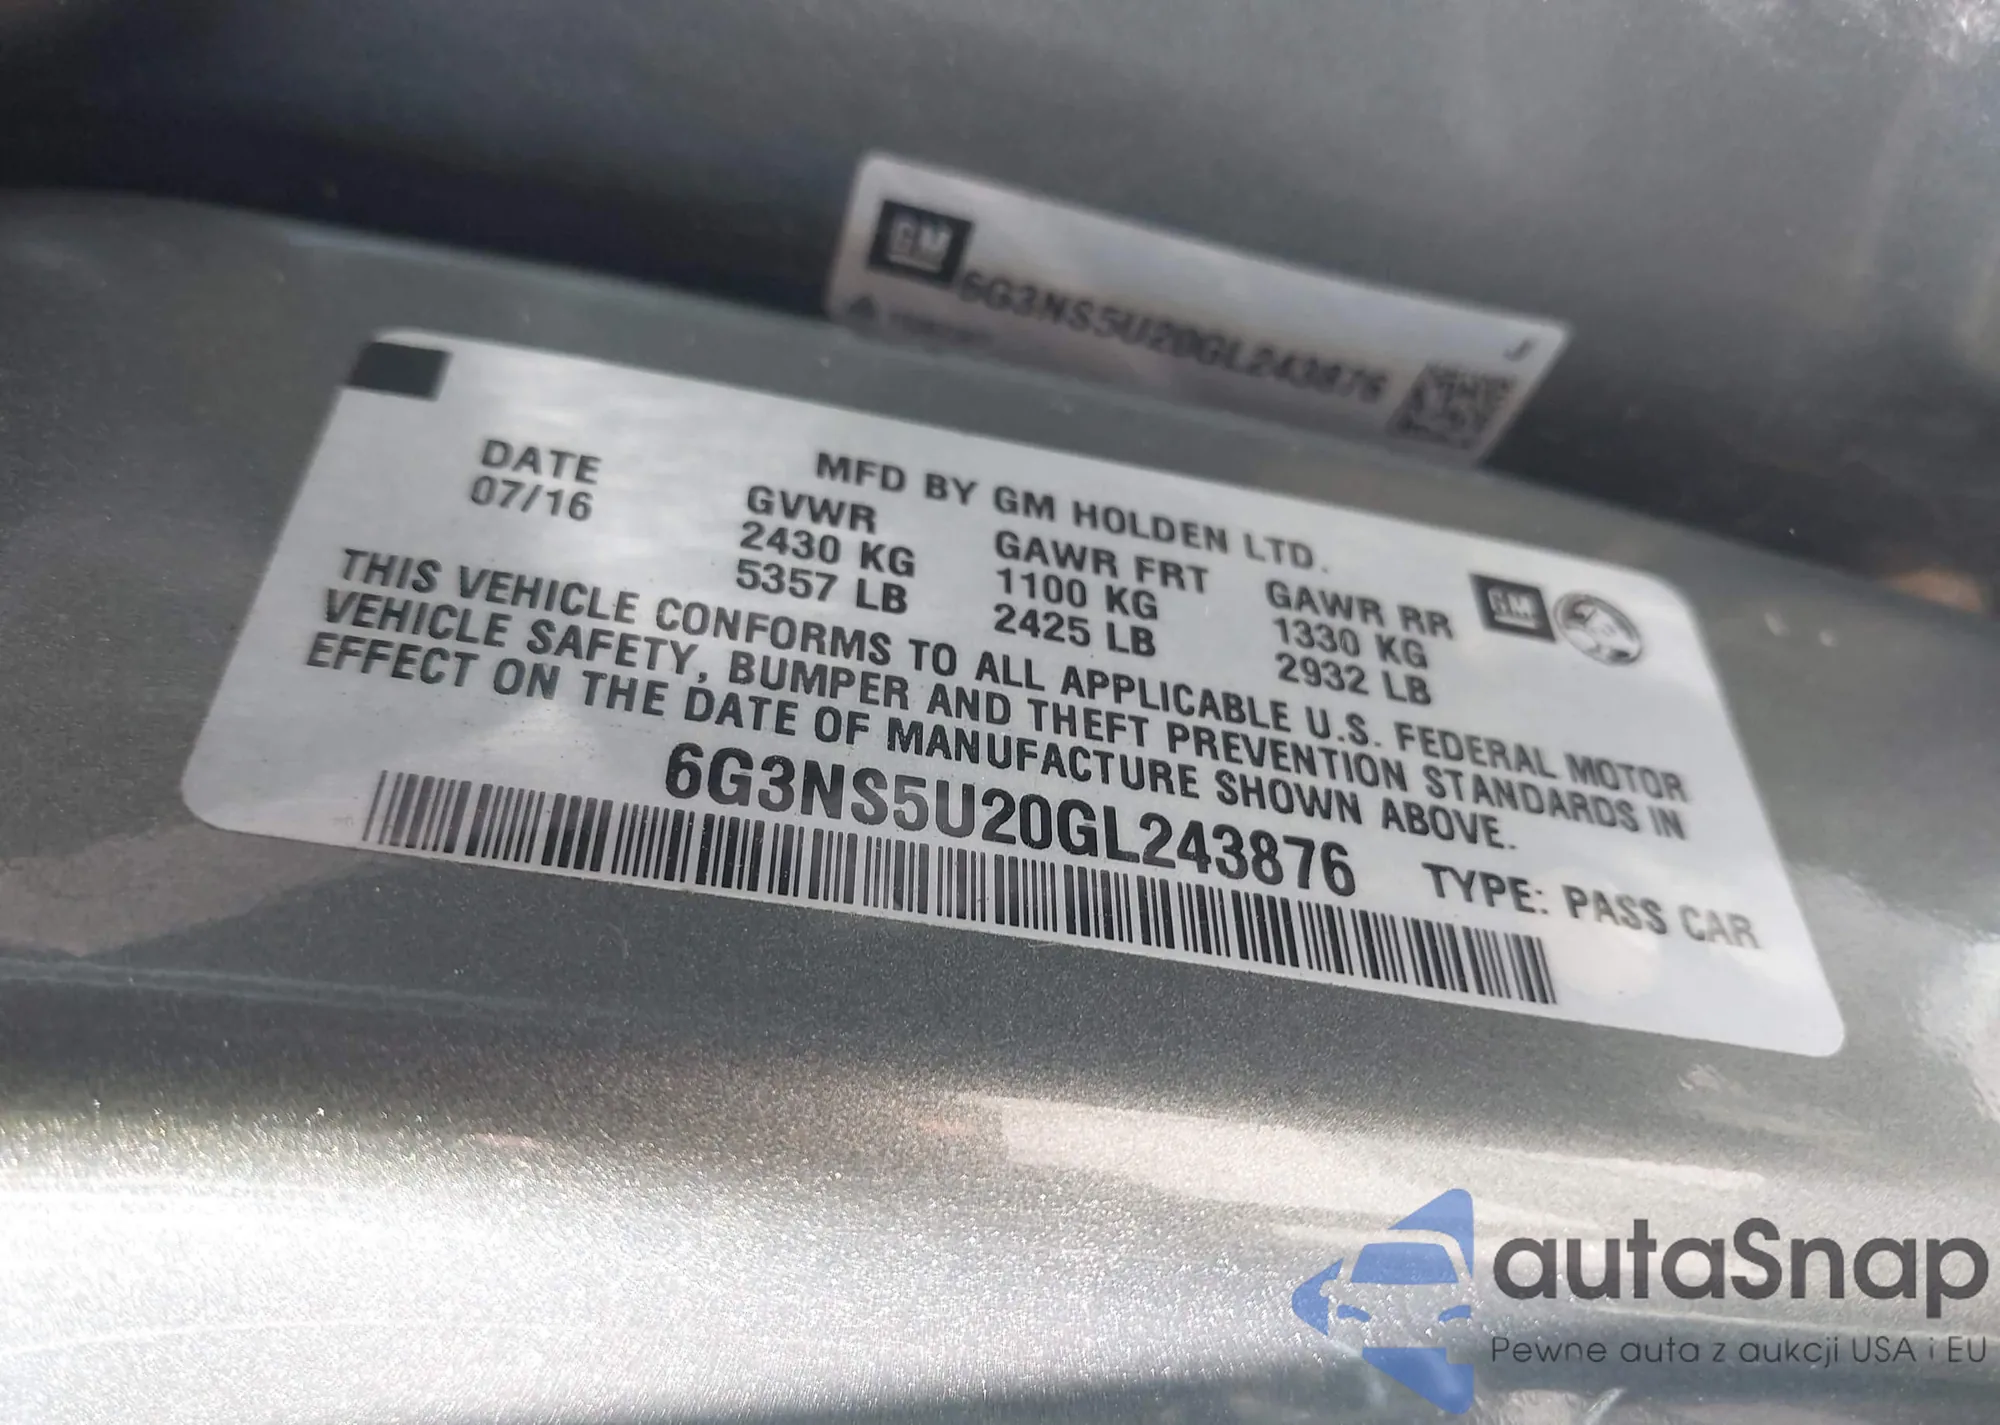 GM
6G3NS5U20GL243876
J
DATE
07/16
MFD BY GM HOLDEN LTD.
GVWR
2430 KG
5357 LB
GAWR FRT
1100 KG
2425 LB
GAWR RR
1330 KG
2932 LB
GM
THIS VEHICLE CONFORMS TO ALL APPLICABLE U.S. FEDERAL MOTOR
VEHICLE SAFETY, BUMPER AND THEFT PREVENTION STANDARDS IN
EFFECT ON THE DATE OF MANUFACTURE SHOWN ABOVE.
6G3NS5U20GL243876
TYPE: PASS CAR
autaSnap
Pewne auta z aukcji USA i EU